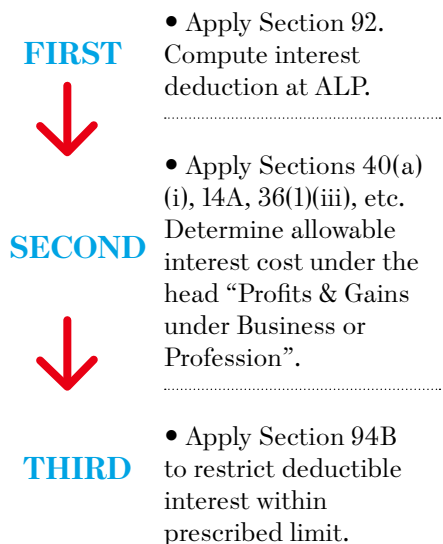 FIRST
• Apply Section 92.
Compute interest
deduction at ALP.
SECOND
• Apply Sections 40(a)
(i), 14A, 36(1)(iii), etc.
Determine allowable
interest cost under the
head “Profits & Gains
under Business or
Profession”.
THIRD
• Apply Section 94B
to restrict deductible
interest within
prescribed limit.